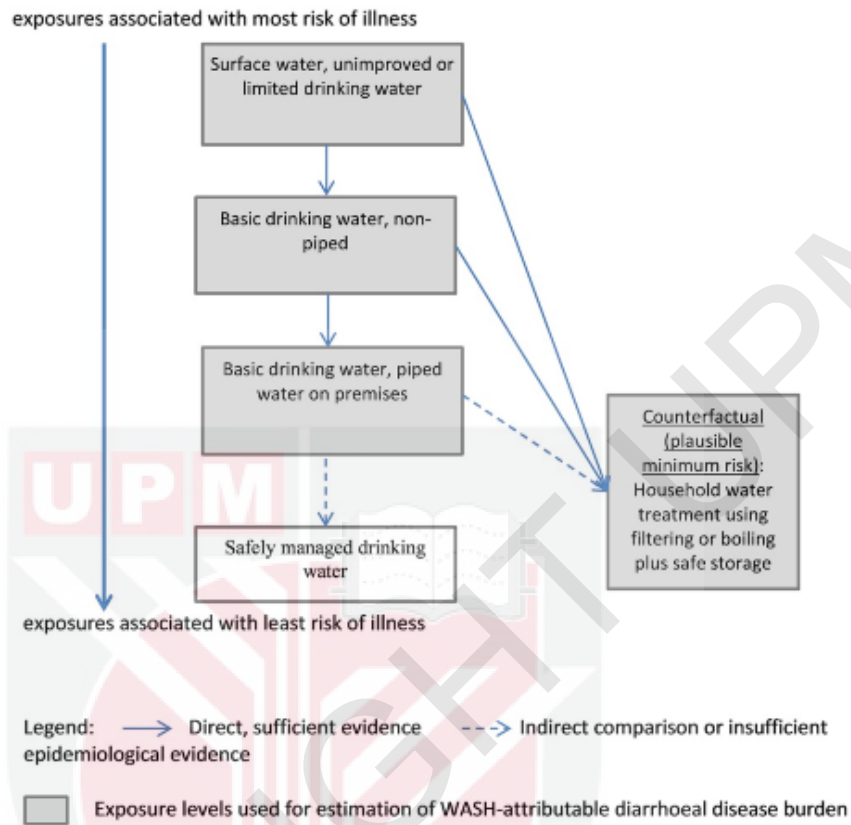 exposures associated with most risk of illness
Surface water, unimproved or
limited drinking water
Basic drinking water, non-
piped
Basic drinking water, piped
water on premises
Counterfactual
(plausible
minimum risk):
Household water
treatment using
filtering or boiling
plus safe storage
UPM
Safely managed drinking
water
exposures associated with least risk of illness
Legend: Direct, sufficient evidence Indirect comparison or insufficient
epidemiological evidence
Exposure levels used for estimation of WASH-attributable diarrhoeal disease burden
GHT UPM